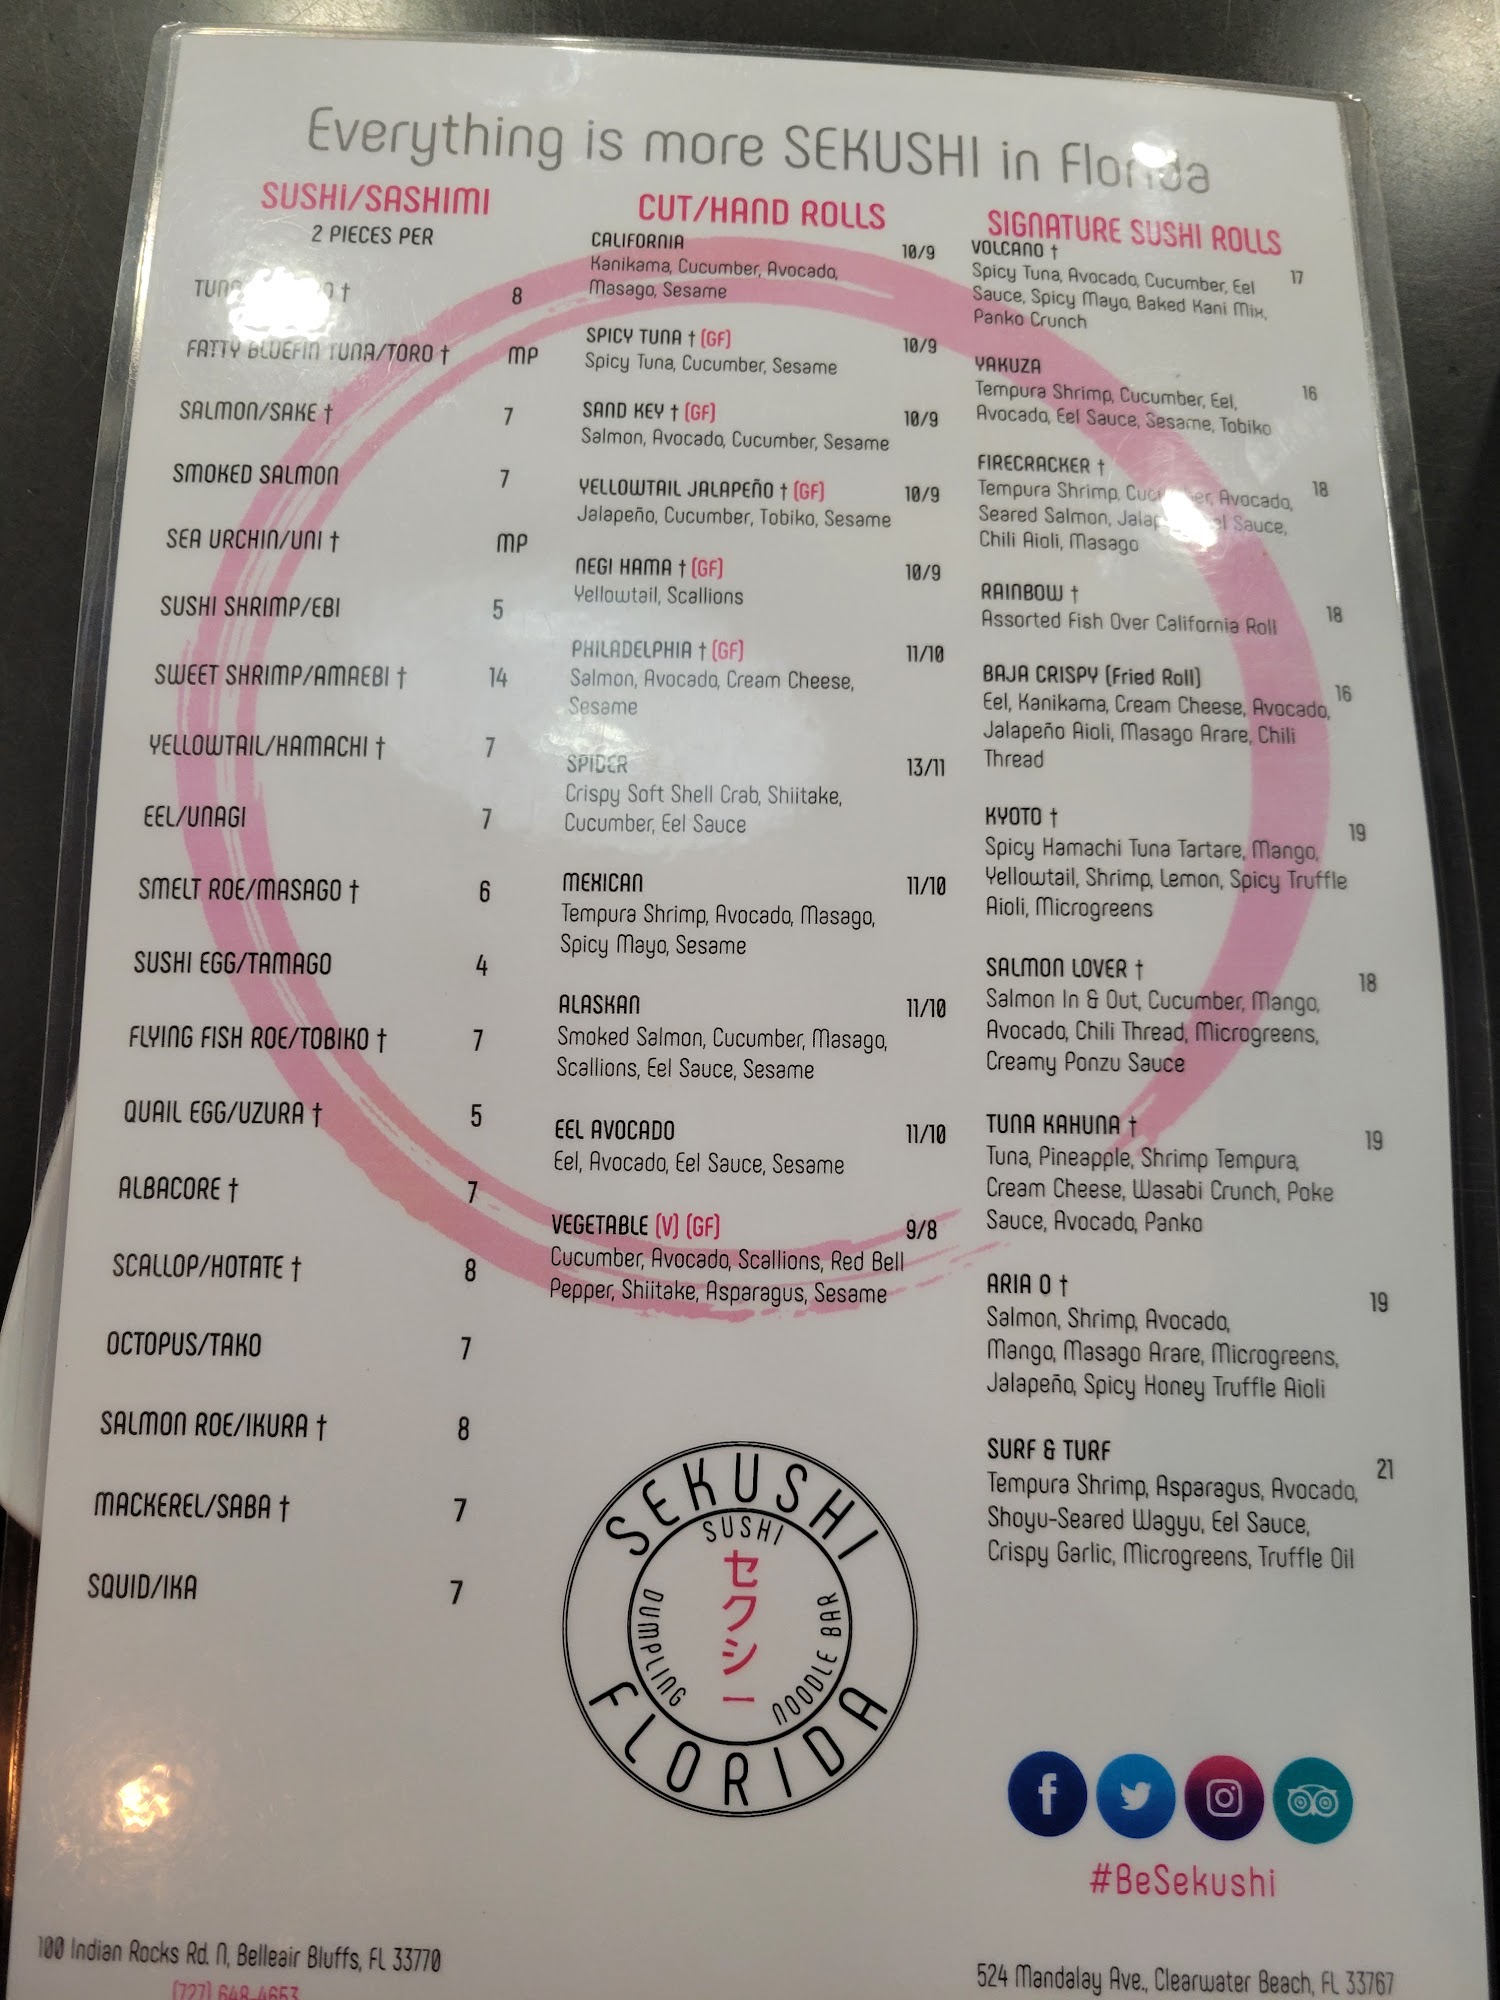 Everything is more SEKUSHI in Florida
SUSHI/SASHIMI
2 PIECES PER
† 8
FATTY BLUEFIN TUNA/TORO † MP
SALMON/SAKE † 7
SMOKED SALMON 7
SEA URCHIN/UNI † MP
SUSHI SHRIMP/EBI 5
SWEET SHRIMP/AMAEBI † 14
YELLOWTAIL/HAMACHI † 7
EEL/UNAGI 7
SMELT ROE/MASAGO † 6
SUSHI EGG/TAMAGO 4
FLYING FISH ROE/TOBIKO † 7
QUAIL EGG/UZURA † 5
ALBACORE † 7
SCALLOP/HOTATE † 8
OCTOPUS/TAKO 7
SALMON ROE/IKURA † 8
MACKEREL/SABA † 7
SQUID/IKA 7
CUT/HAND ROLLS
CALIFORNIA 10/9
Kanikama, Cucumber, Avocado,
Masago, Sesame
SPICY TUNA † (GF) 10/9
Spicy Tuna, Cucumber, Sesame
SAND KEY † (GF) 10/9
Salmon, Avocado, Cucumber, Sesame
YELLOWTAIL JALAPEÑO † (GF) 10/9
Jalapeño, Cucumber, Tobiko, Sesame
NEGI HAMA † (GF) 10/9
Yellowtail, Scallions
PHILADELPHIA † (GF) 11/10
Salmon, Avocado, Cream Cheese,
Sesame
SPIDER 13/11
Crispy Soft Shell Crab, Shiitake,
Cucumber, Eel Sauce
MEXICAN 11/10
Tempura Shrimp, Avocado, Masago,
Spicy Mayo, Sesame
ALASKAN 11/10
Smoked Salmon, Cucumber, Masago,
Scallions, Eel Sauce, Sesame
EEL AVOCADO 11/10
Eel, Avocado, Eel Sauce, Sesame
VEGETABLE (V) (GF) 9/8
Cucumber, Avocado, Scallions, Red Bell
Pepper, Shiitake, Asparagus, Sesame
SIGNATURE SUSHI ROLLS
VOLCANO † 17
Spicy Tuna, Avocado, Cucumber, Eel
Sauce, Spicy Mayo, Baked Kani Mix,
Panko Crunch
YAKUZA 16
Tempura Shrimp, Cucumber, Eel,
Avocado, Eel Sauce, Sesame, Tobiko
FIRECRACKER † 18
Tempura Shrimp, Cucumber, Avocado,
Seared Salmon, Sauce,
Chili Aioli, Masago
RAINBOW † 18
Assorted Fish Over California Roll
BAJA CRISPY (Fried Roll) 16
Eel, Kanikama, Cream Cheese, Avocado,
Jalapeño Aioli, Masago Arare, Chili
Thread
KYOTO † 19
Spicy Hamachi Tuna Tartare, Mango,
Yellowtail, Shrimp, Lemon, Spicy Truffle
Aioli, Microgreens
SALMON LOVER † 18
Salmon In & Out, Cucumber, Mango,
Avocado, Chili Thread, Microgreens,
Creamy Ponzu Sauce
TUNA KAHUNA † 19
Tuna, Pineapple, Shrimp Tempura,
Cream Cheese, Wasabi Crunch, Poke
Sauce, Avocado, Panko
ARIA O † 19
Salmon, Shrimp, Avocado,
Mango, Masago Arare, Microgreens,
Jalapeño, Spicy Honey Truffle Aioli
SURF & TURF 21
Tempura Shrimp, Asparagus, Avocado,
Shoyu-Seared Wagyu, Eel Sauce,
Crispy Garlic, Microgreens, Truffle Oil
SEKUSHI
SUSHI
セクシー
DUMPLING
NOODLE BAR
FLORIDA
#BeSekushi
100 Indian Rocks Rd. N, Belleair Bluffs, FL 33770
(727) 648-4653
524 Mandalay Ave., Clearwater Beach, FL 33767